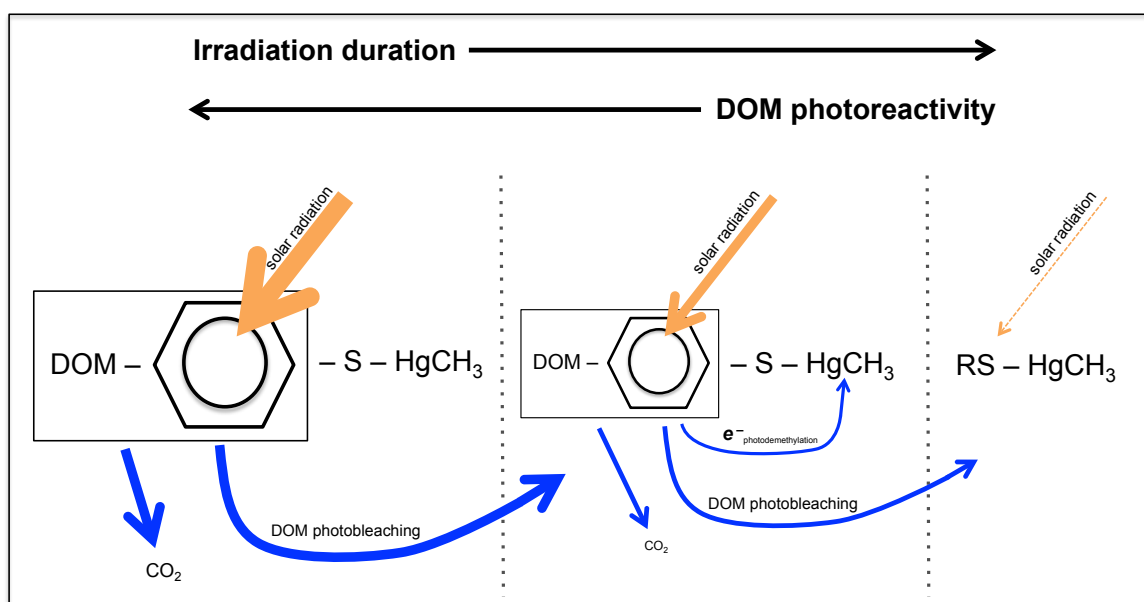 Irradiation duration
DOM photoreactivity
solar radiation
solar radiation
solar radiation
DOM –
– S – HgCH₃
DOM –
– S – HgCH₃
RS – HgCH₃
e⁻photodemethylation
DOM photobleaching
DOM photobleaching
CO₂
CO₂